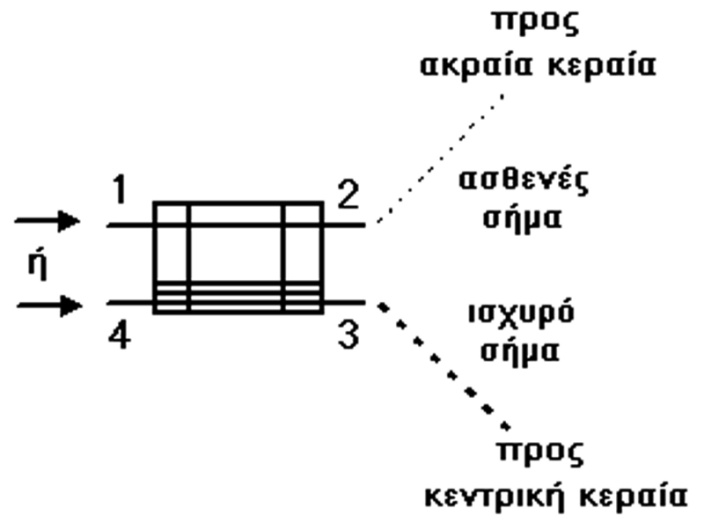 προς
ακραία κεραία
1
2
ασθενές
σήμα
ή
ισχυρό
σήμα
4
3
προς
κεντρική κεραία